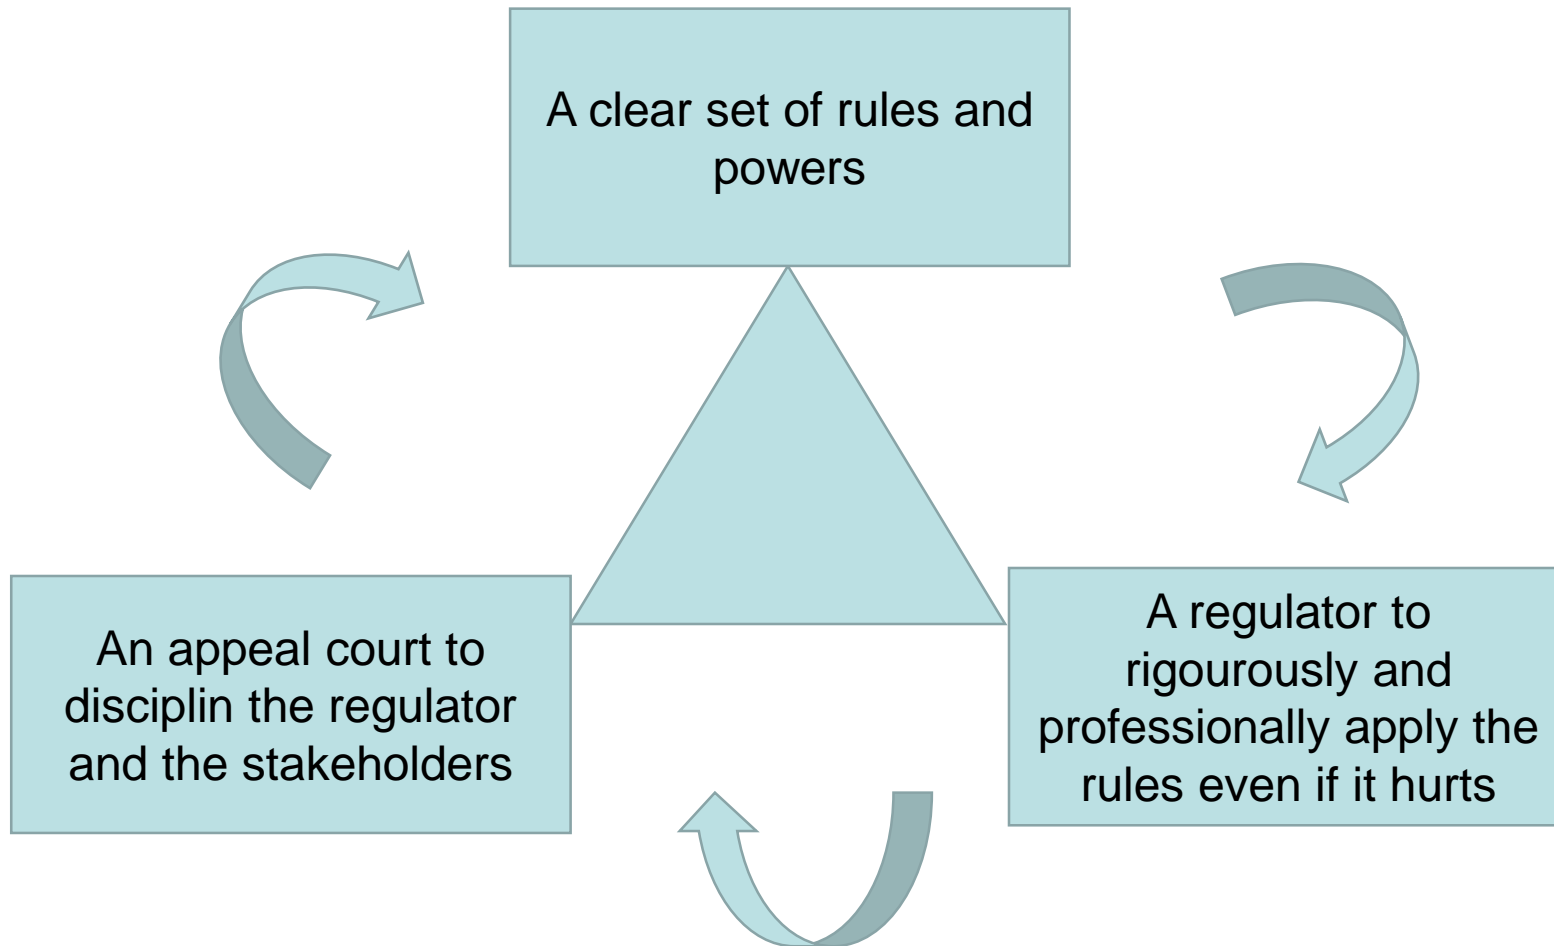 A clear set of rules and
powers
An appeal court to
disciplin the regulator
and the stakeholders
A regulator to
rigourously and
professionally apply the
rules even if it hurts